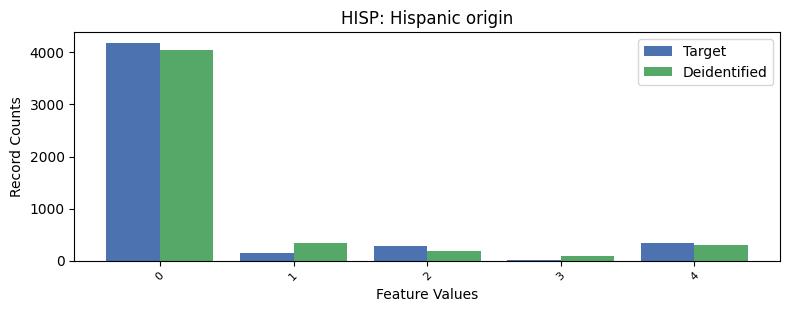 HISP: Hispanic origin
Target
Deidentified
Record Counts
4000
3000
2000
1000
0
0 1 2 3 4
Feature Values